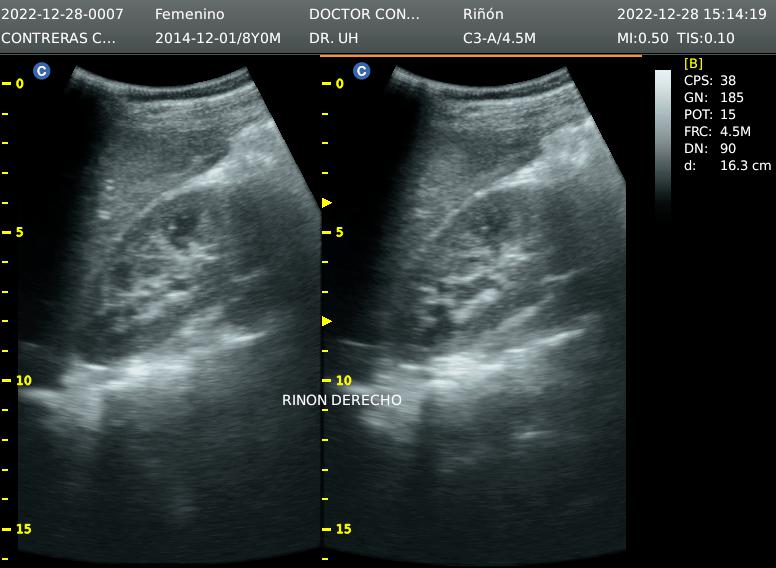 2022-12-28-0007 Femenino DOCTOR CON... Riñón 2022-12-28 15:14:19
CONTRERAS C... 2014-12-01/8Y0M DR. UH C3-A/4.5M MI:0.50 TIS:0.10
C C [B]
0 0 CPS: 38
GN: 185
POT: 15
FRC: 4.5M
DN: 90
d: 16.3 cm
5 5
10 10
RINON DERECHO
15 15